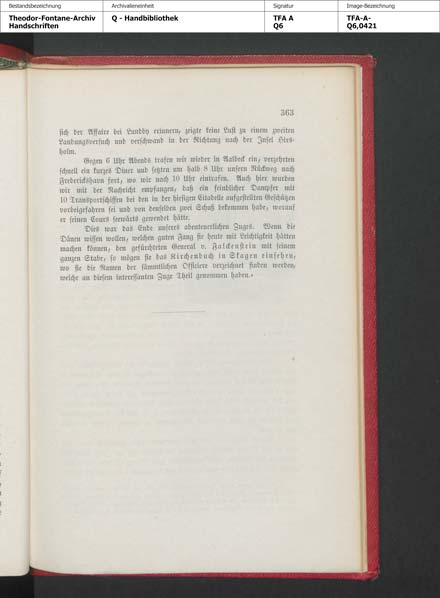 Bestandsbezeichnung
Archivalieneinheit
Signatur
Image-Bezeichnung
Theodor-Fontane-Archiv
Handschriften
Q - Handbibliothek
TFA A
Q6
TFA-A-
Q6,0421
363
sich der Affaire bei Lundby erinnern, zeigte keine Lust zu einem zweiten
Landungsversuch und verschwand in der Richtung nach der Insel Hirs-
holm.
Gegen 6 Uhr Abends trafen wir wieder in Aalbeck ein, verzehrten
schnell ein kurzes Diner und setzten um halb 8 Uhr unsern Rückweg nach
Frederikshavn fort, wo wir nach 10 Uhr eintrafen. Auch hier wurden
wir mit der Nachricht empfangen, daß ein feindlicher Dampfer mit
10 Transportschiffen bei den in der hiesigen Citadelle aufgestellten Geschützen
vorbeigefahren sei und von denselben zwei Schuß bekommen habe, worauf
er seinen Cours seewärts gewendet hätte.
Dies war das Ende unseres abenteuerlichen Zuges. Wenn die
Dänen wissen wollen, welchen guten Fang sie heute mit Leichtigkeit hätten
machen können, den gefürchteten General v. Falckenstein mit seinem
ganzen Stabe, so mögen sie das Kirchenbuch in Skagen einsehen,
wo sie die Namen der sämmtlichen Officiere verzeichnet finden werden,
welche an diesem interessanten Zuge Theil genommen haben.«